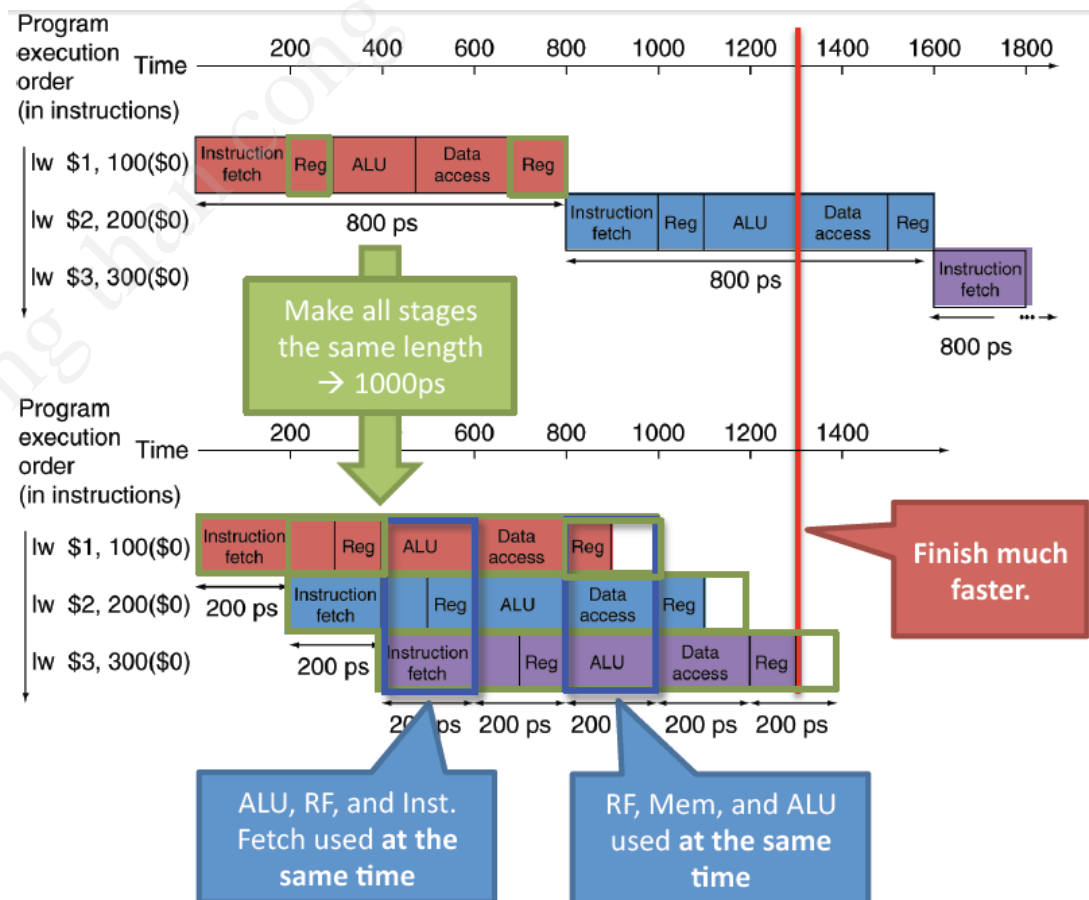 Program
execution
order
(in instructions)
Time
200 400 600 800 1000 1200 1400 1600 1800
lw $1, 100($0)
Instruction
fetch
Reg
ALU
Data
access
Reg
800 ps
lw $2, 200($0)
Instruction
fetch
Reg
ALU
Data
access
Reg
800 ps
lw $3, 300($0)
Instruction
fetch
800 ps
Make all stages
the same length
→ 1000ps
Program
execution
order
(in instructions)
Time
200 400 600 800 1000 1200 1400
lw $1, 100($0)
Instruction
fetch
Reg
ALU
Data
access
Reg
200 ps
lw $2, 200($0)
Instruction
fetch
Reg
ALU
Data
access
Reg
200 ps
lw $3, 300($0)
Instruction
fetch
Reg
ALU
Data
access
Reg
200 ps 200 ps 200 ps 200 ps 200 ps
Finish much
faster.
ALU, RF, and Inst.
Fetch used at the
same time
RF, Mem, and ALU
used at the same
time
ng than cong